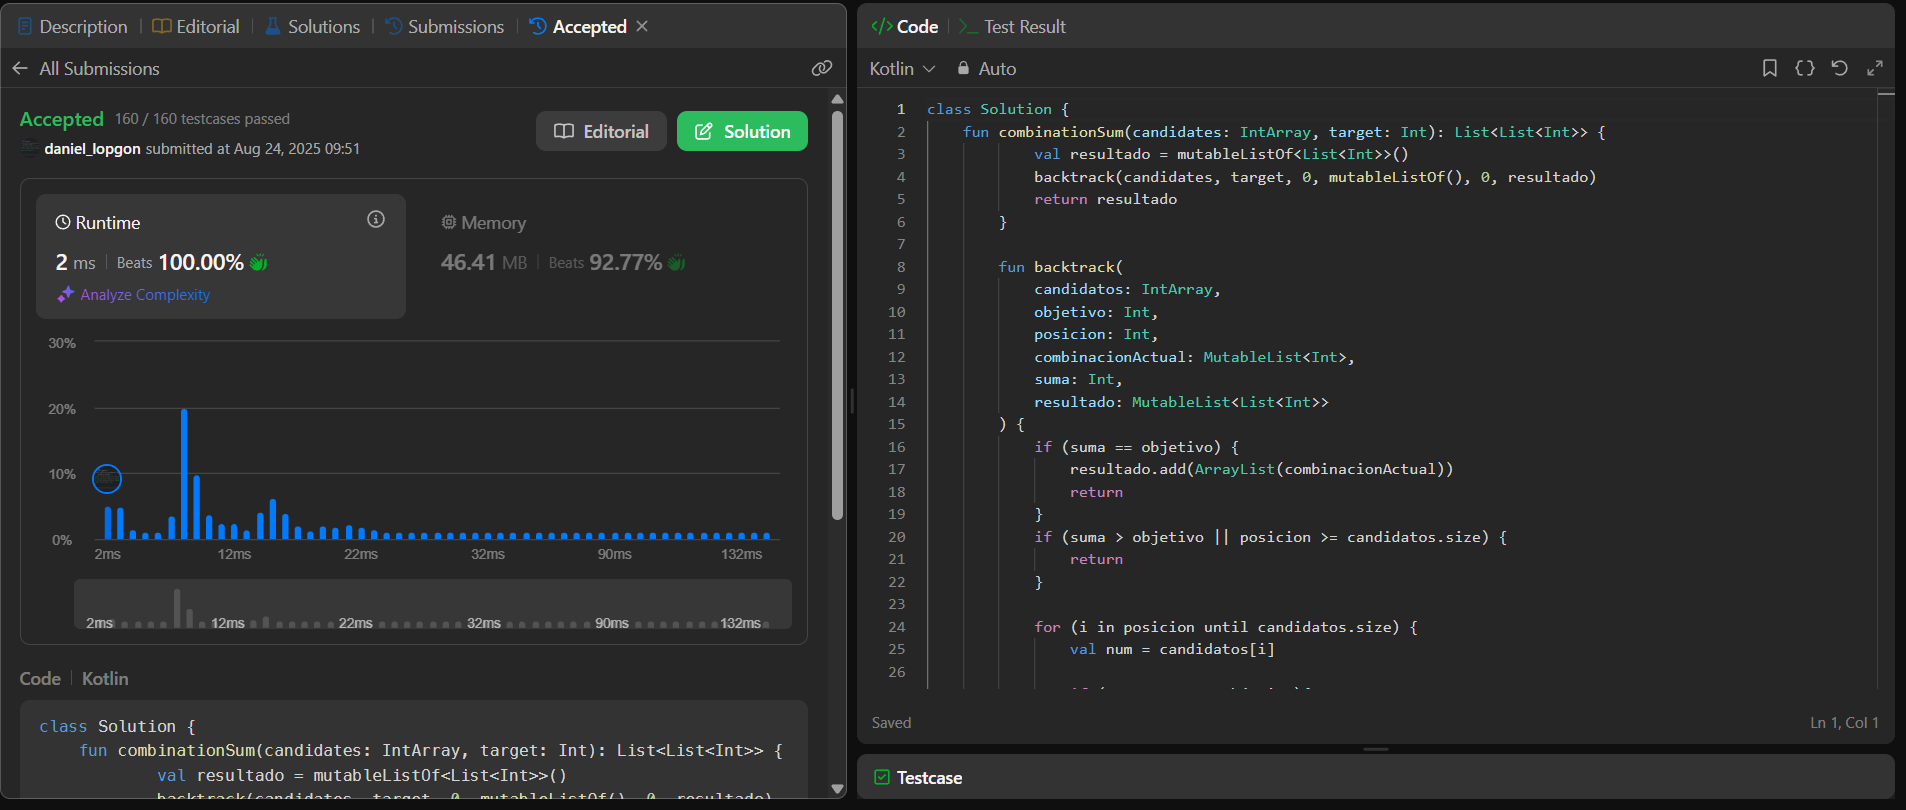 Description | Editorial | Solutions | Submissions | Accepted
All Submissions
Accepted 160 / 160 testcases passed
daniel_lopgon submitted at Aug 24, 2025 09:51
Editorial
Solution
Runtime
2 ms | Beats 100.00%
Analyze Complexity
Memory
46.41 MB | Beats 92.77%
30%
20%
10%
0%
2ms 12ms 22ms 32ms 90ms 132ms
2ms 12ms 22ms 32ms 90ms 132ms
Code | Kotlin
class Solution {
fun combinationSum(candidates: IntArray, target: Int): List<List<Int>> {
val resultado = mutableListOf<List<Int>>()
backtrack(candidates, target, 0, mutableListOf(), 0, resultado)
Code | Test Result
Kotlin Auto
1 class Solution {
2 fun combinationSum(candidates: IntArray, target: Int): List<List<Int>> {
3 val resultado = mutableListOf<List<Int>>()
4 backtrack(candidates, target, 0, mutableListOf(), 0, resultado)
5 return resultado
6 }
7
8 fun backtrack(
9 candidatos: IntArray,
10 objetivo: Int,
11 posicion: Int,
12 combinacionActual: MutableList<Int>,
13 suma: Int,
14 resultado: MutableList<List<Int>>
15 ) {
16 if (suma == objetivo) {
17 resultado.add(ArrayList(combinacionActual))
18 return
19 }
20 if (suma > objetivo || posicion >= candidatos.size) {
21 return
22 }
23
24 for (i in posicion until candidatos.size) {
25 val num = candidatos[i]
26
Saved
Ln 1, Col 1
Testcase